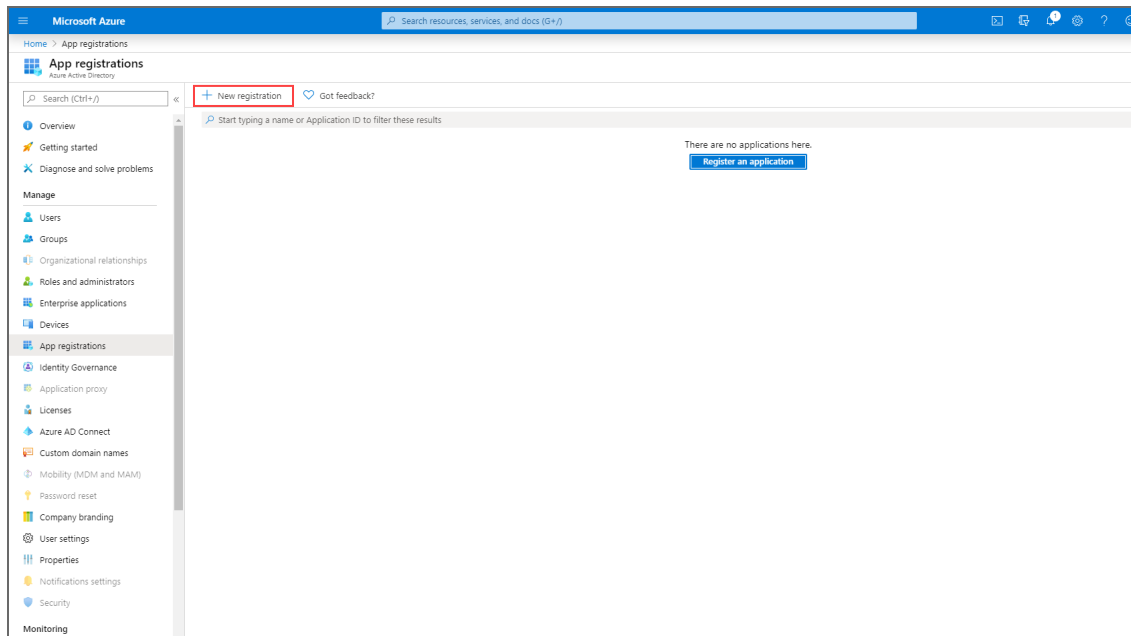 Microsoft Azure
Search resources, services, and docs (G+/)
1
Home > App registrations
App registrations
Azure Active Directory
Search (Ctrl+/)
«
+ New registration
Got feedback?
Start typing a name or Application ID to filter these results
There are no applications here.
Register an application
Overview
Getting started
Diagnose and solve problems
Manage
Users
Groups
Organizational relationships
Roles and administrators
Enterprise applications
Devices
App registrations
Identity Governance
Application proxy
Licenses
Azure AD Connect
Custom domain names
Mobility (MDM and MAM)
Password reset
Company branding
User settings
Properties
Notifications settings
Security
Monitoring